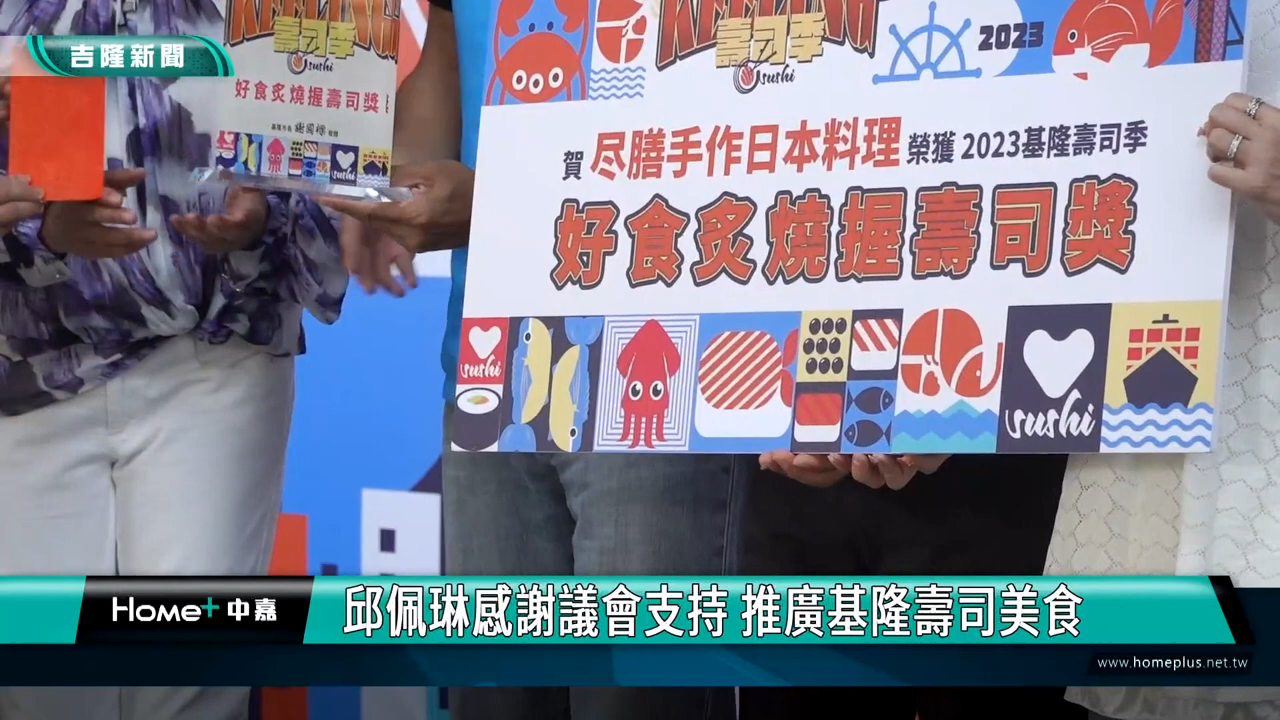 吉隆新聞
壽司季
sushi
好食炙燒握壽司獎
壽司季
sushi
2023
賀 尽膳手作日本料理 榮獲 2023基隆壽司季
好食炙燒握壽司獎
sushi
sushi
Home+ 中嘉
邱佩琳感謝議會支持 推廣基隆壽司美食
www.homeplus.net.tw